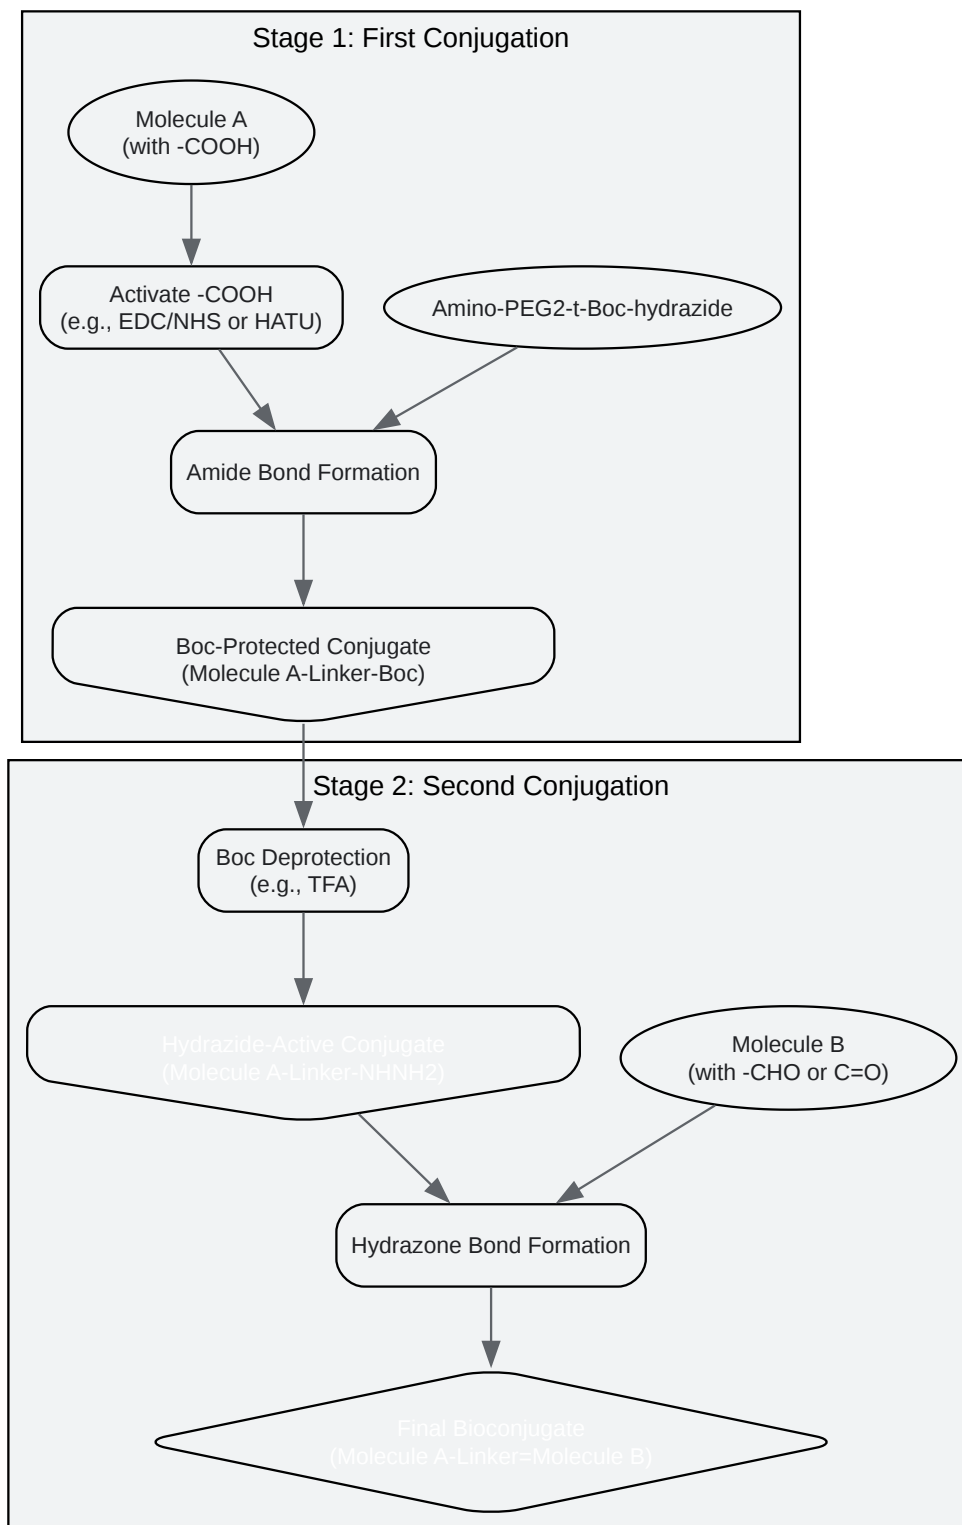 Stage 1: First Conjugation
Molecule A
(with -COOH)
Activate -COOH
(e.g., EDC/NHS or HATU)
Amino-PEG2-t-Boc-hydrazide
Amide Bond Formation
Boc-Protected Conjugate
(Molecule A-Linker-Boc)
Stage 2: Second Conjugation
Boc Deprotection
(e.g., TFA)
Hydrazide-Active Conjugate
(Molecule A-Linker-NHNH2)
Molecule B
(with -CHO or C=O)
Hydrazone Bond Formation
Final Bioconjugate
(Molecule A-Linker=Molecule B)